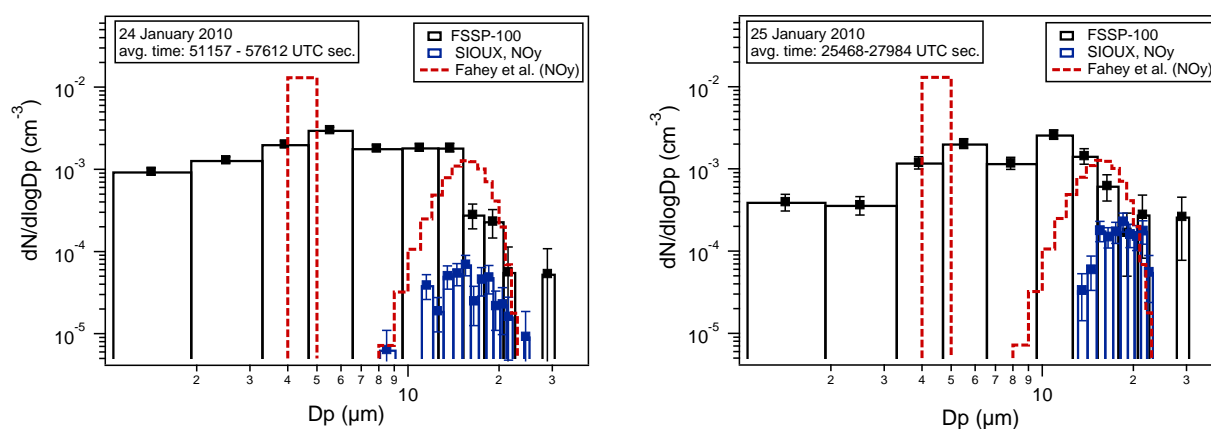 24 January 2010
avg. time: 51157 - 57612 UTC sec.
FSSP-100
SIOUX, NOy
Fahey et al. (NOy)
dN/dlogDp (cm⁻³)
10⁻²
10⁻³
10⁻⁴
10⁻⁵
2 3 4 5 6 7 8 9 10 2 3
Dp (µm)
25 January 2010
avg. time: 25468-27984 UTC sec.
FSSP-100
SIOUX, NOy
Fahey et al. (NOy)
dN/dlogDp (cm⁻³)
10⁻²
10⁻³
10⁻⁴
10⁻⁵
2 3 4 5 6 7 8 9 10 2 3
Dp (µm)